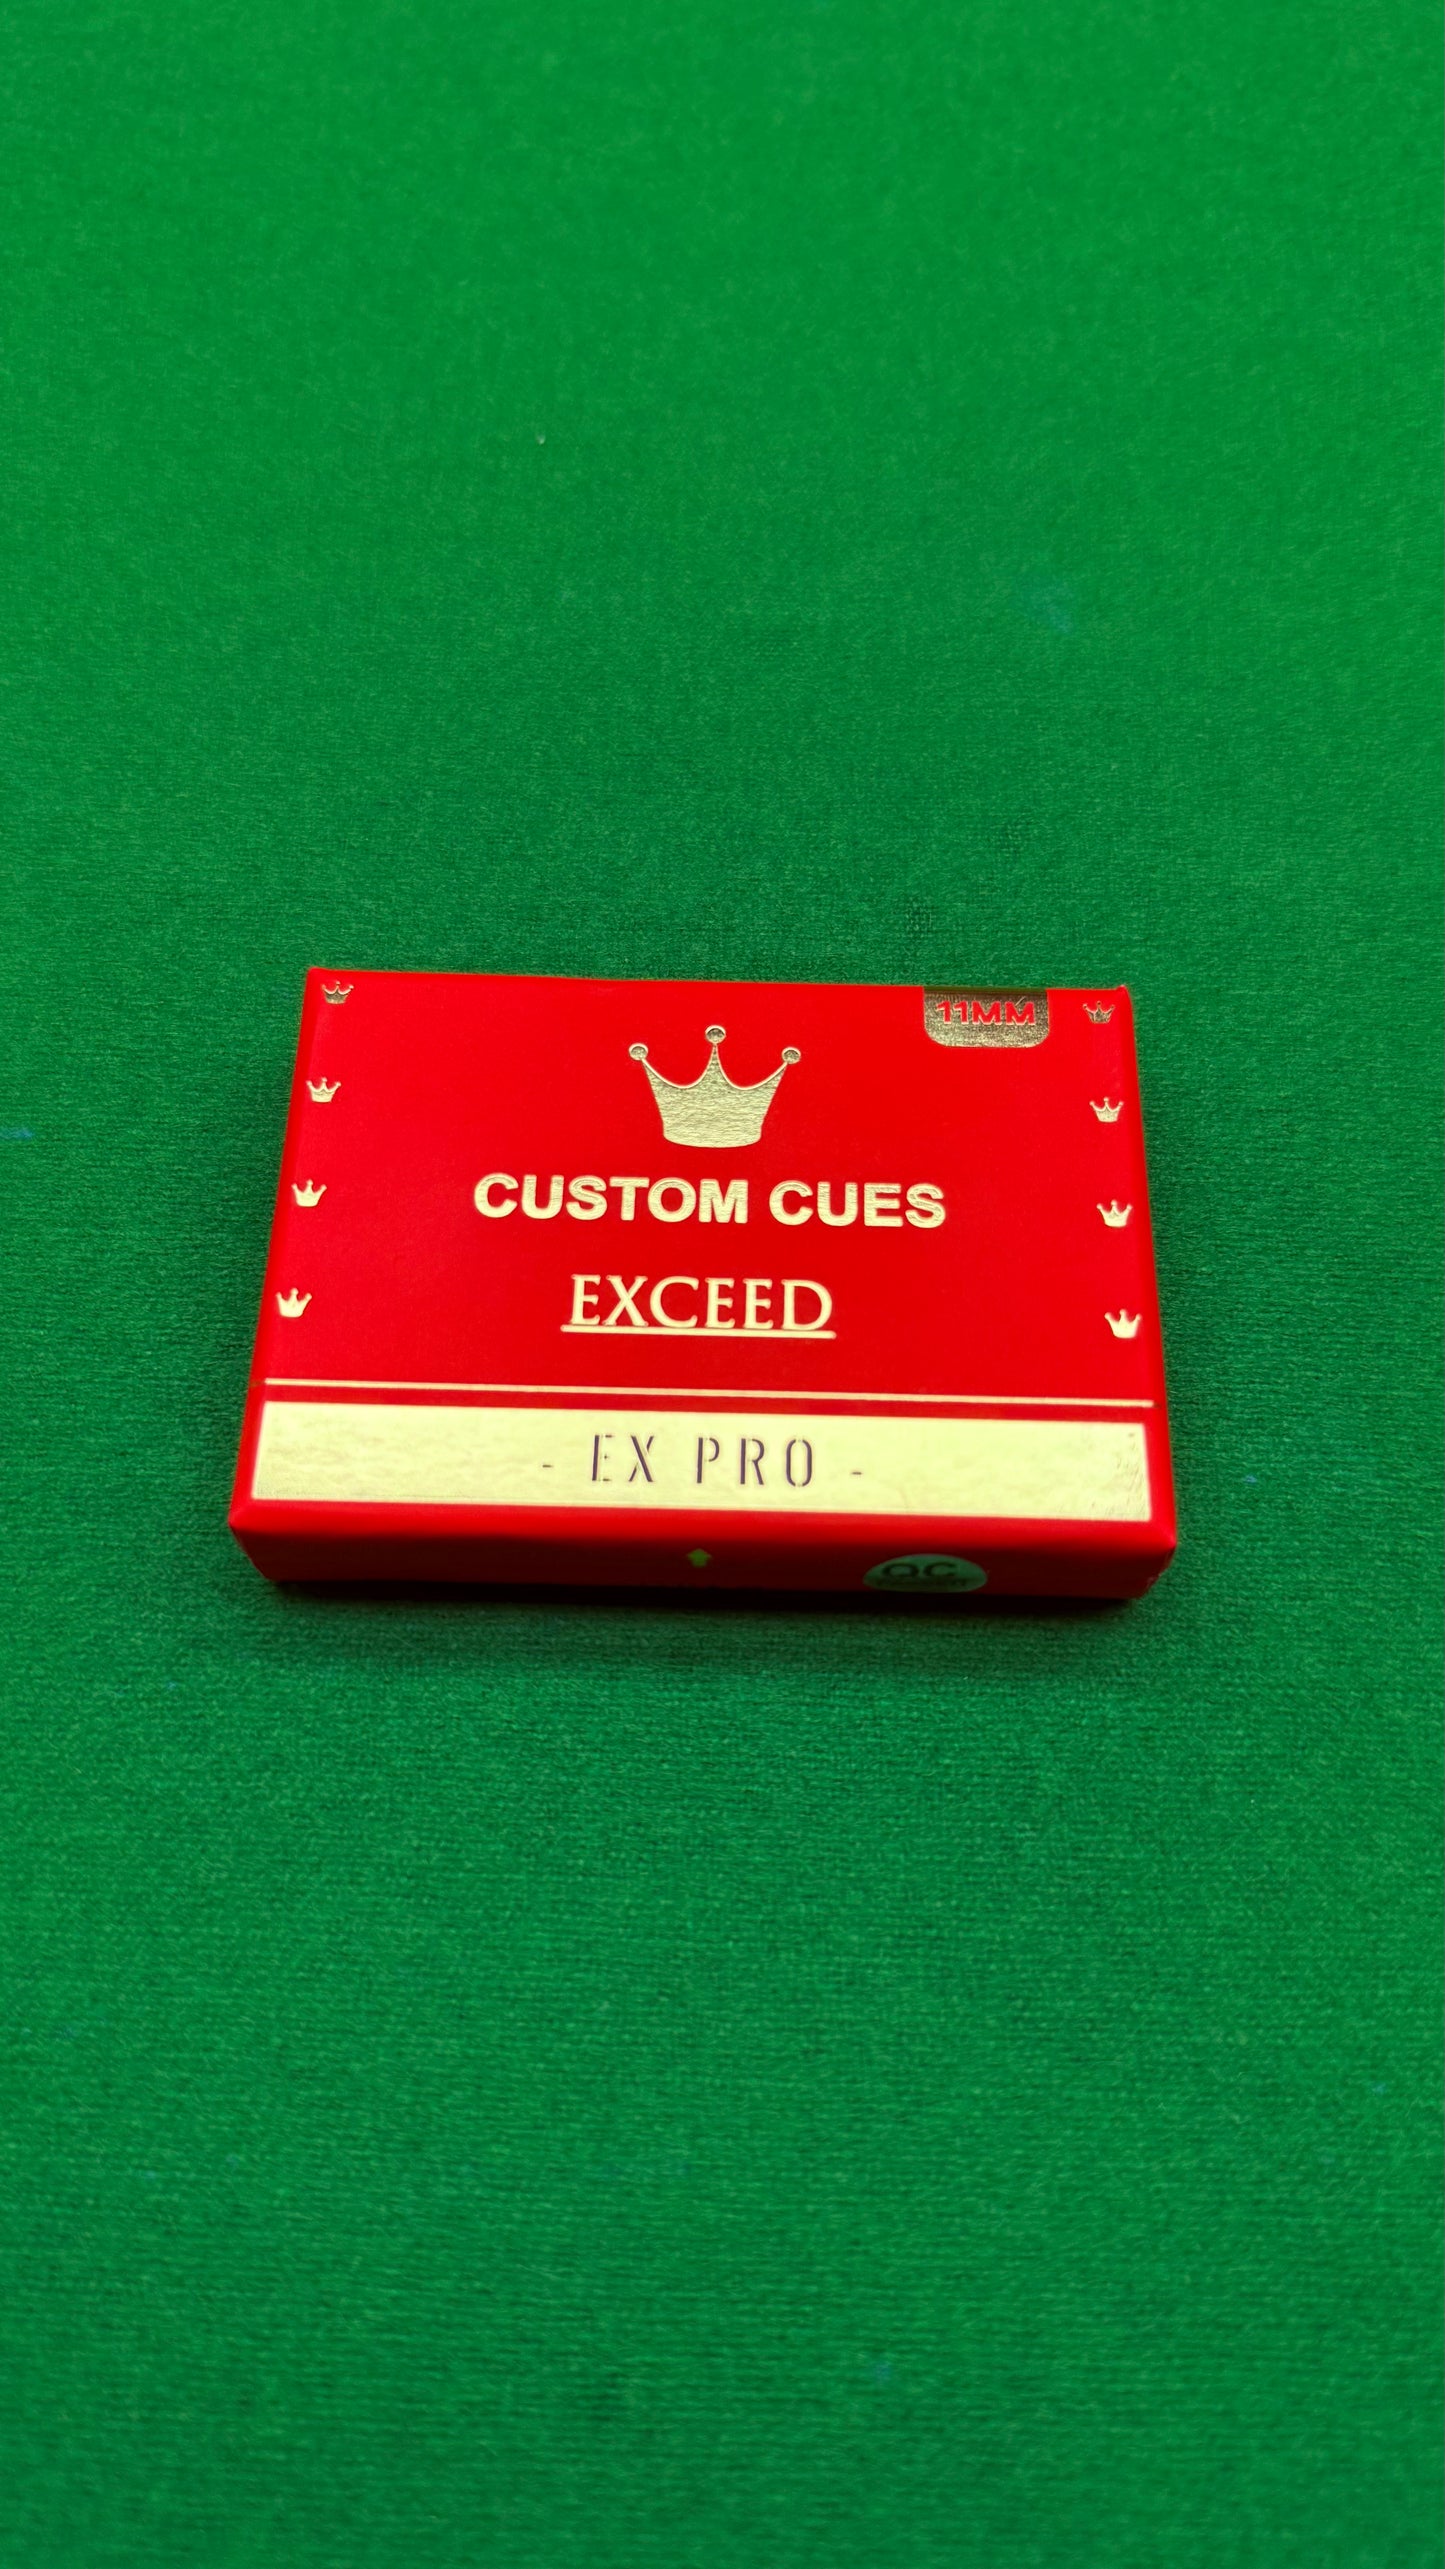 11MM
CUSTOM CUES
EXCEED
- EX PRO -
QC